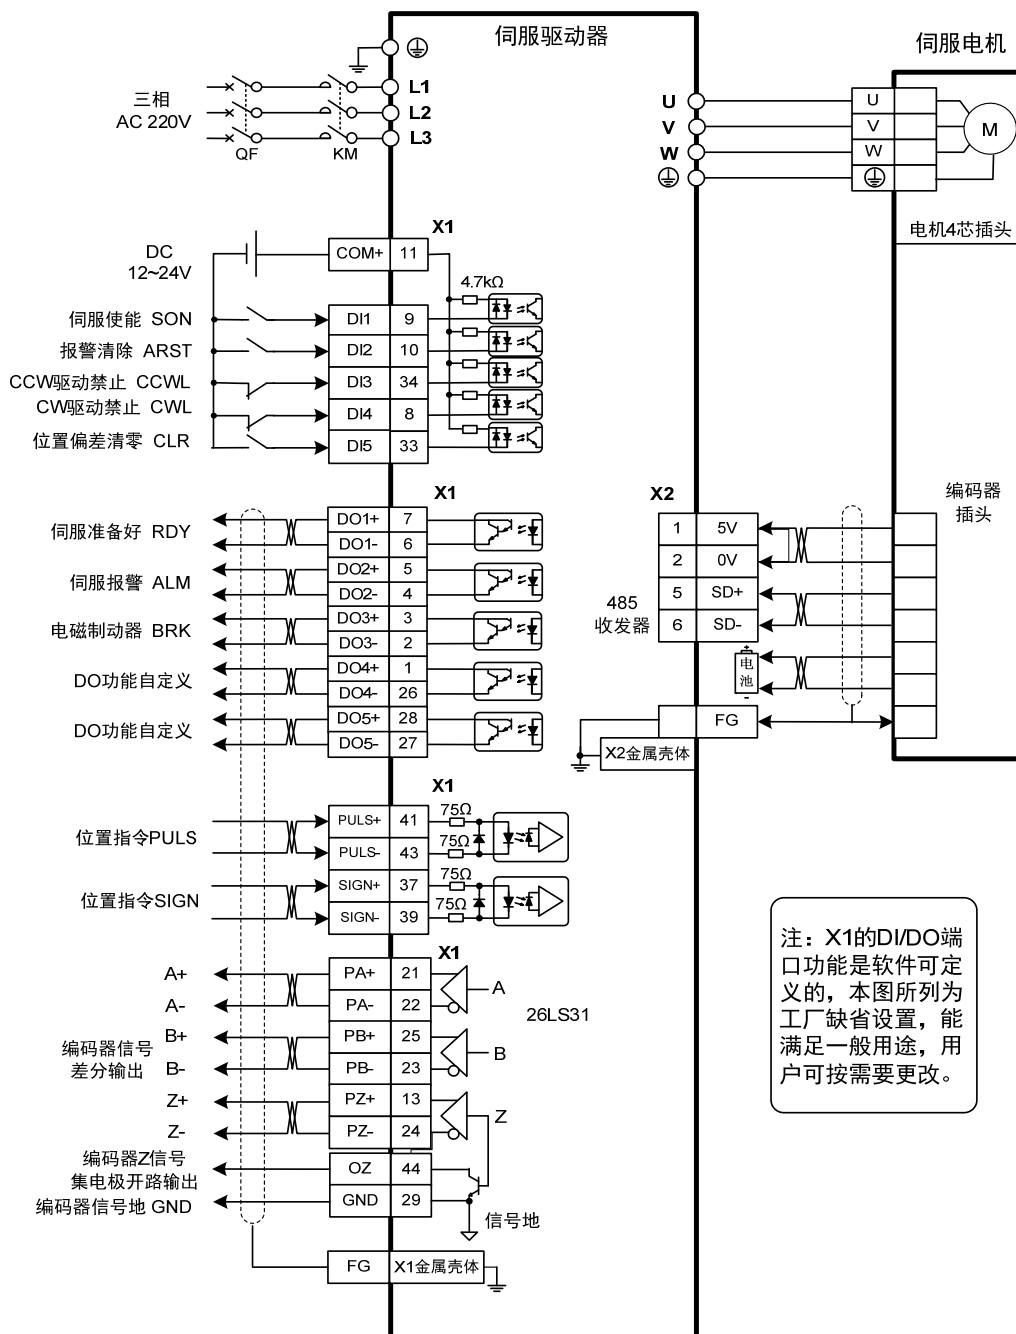 伺服驱动器
伺服电机
三相
AC 220V
QF
KM
L1
L2
L3
U
V
W
U
V
W
M
电机4芯插头
X1
DC
12~24V
COM+ 11
4.7kΩ
伺服使能 SON DI1 9
报警清除 ARST DI2 10
CCW驱动禁止 CCWL DI3 34
CW驱动禁止 CWL DI4 8
位置偏差清零 CLR DI5 33
X1
伺服准备好 RDY
DO1+ 7
DO1- 6
伺服报警 ALM
DO2+ 5
DO2- 4
电磁制动器 BRK
DO3+ 3
DO3- 2
DO功能自定义
DO4+ 1
DO4- 26
DO功能自定义
DO5+ 28
DO5- 27
X2
编码器
插头
1 5V
2 0V
5 SD+
6 SD-
485
收发器
+
电
池
-
FG
X2金属壳体
X1
位置指令PULS
PULS+ 41 75Ω
PULS- 43 75Ω
位置指令SIGN
SIGN+ 37 75Ω
SIGN- 39 75Ω
X1
A+ PA+ 21
A- PA- 22
A
26LS31
编码器信号
差分输出
B+ PB+ 25
B- PB- 23
B
Z+ PZ+ 13
Z- PZ- 24
Z
编码器Z信号
集电极开路输出
OZ 44
编码器信号地 GND GND 29
信号地
FG X1金属壳体
注：X1的DI/DO端
口功能是软件可定
义的，本图所列为
工厂缺省设置，能
满足一般用途，用
户可按需要更改。